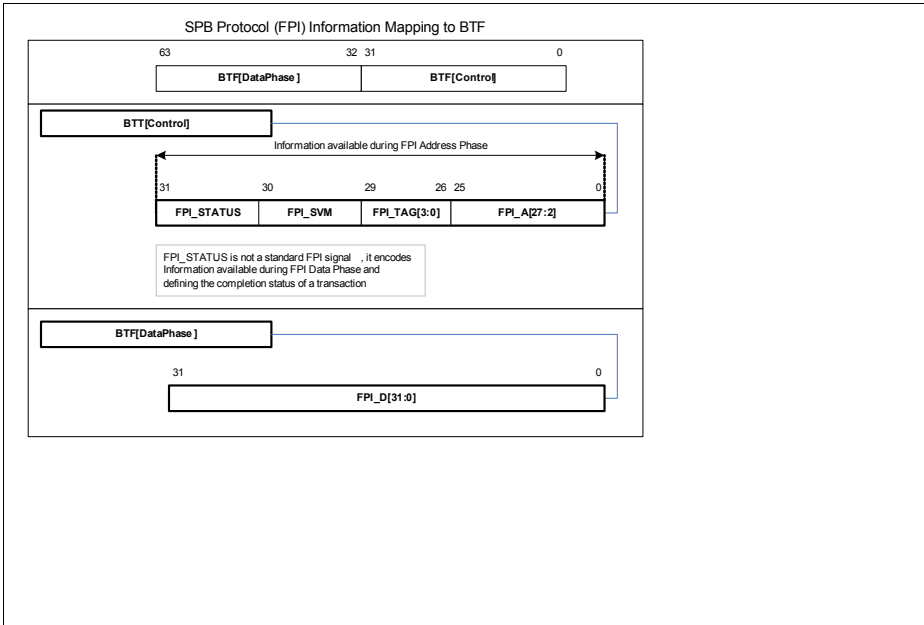 SPB Protocol (FPI) Information Mapping to BTF
63 32 31 0
BTF[DataPhase] BTF[Control]
BTT[Control]
Information available during FPI Address Phase
31 30 29 26 25 0
FPI_STATUS FPI_SVM FPI_TAG[3:0] FPI_A[27:2]
FPI_STATUS is not a standard FPI signal , it encodes
Information available during FPI Data Phase and
defining the completion status of a transaction
BTF[DataPhase]
31 0
FPI_D[31:0]